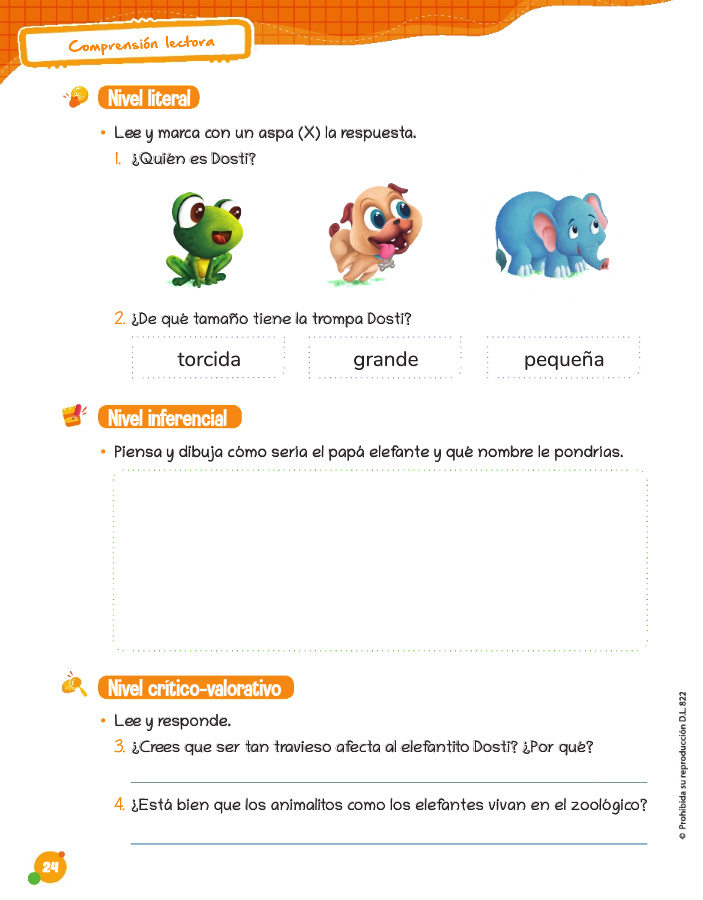 Comprensión lectora
Nivel literal
• Lee y marca con un aspa (X) la respuesta.
1. ¿Quién es Dosti?
2. ¿De qué tamaño tiene la trompa Dosti?
torcida grande pequeña
Nivel inferencial
• Piensa y dibuja cómo sería el papá elefante y qué nombre le pondrías.
Nivel crítico-valorativo
• Lee y responde.
3. ¿Crees que ser tan travieso afecta al elefantito Dosti? ¿Por qué?
4. ¿Está bien que los animalitos como los elefantes vivan en el zoológico?
© Prohibida su reproducción D.L. 822
24